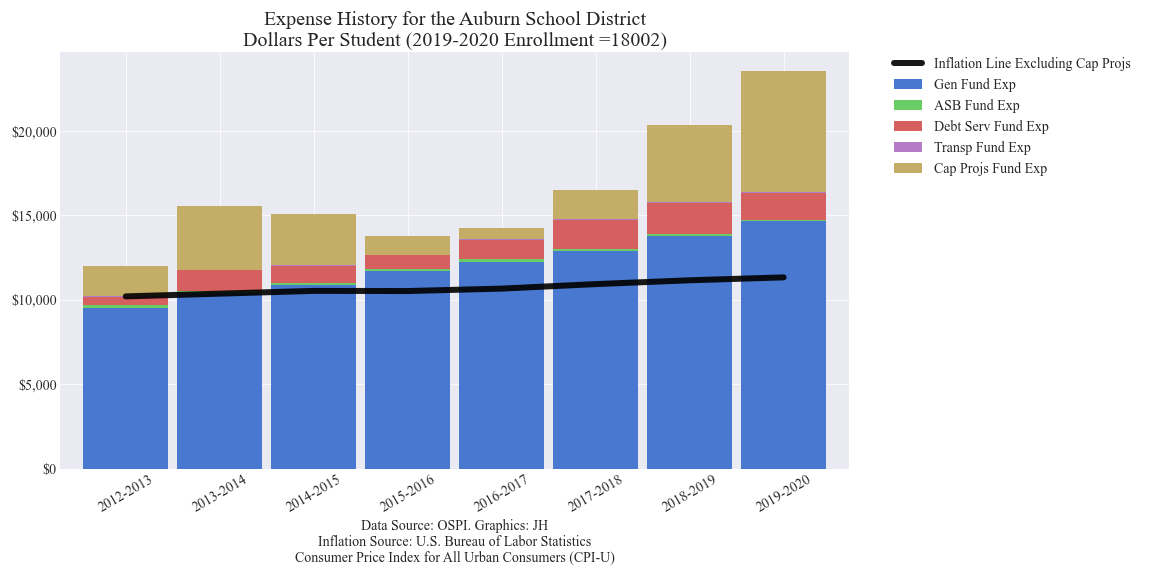 Expense History for the Auburn School District
Dollars Per Student (2019-2020 Enrollment =18002)
Inflation Line Excluding Cap Projs
Gen Fund Exp
ASB Fund Exp
Debt Serv Fund Exp
Transp Fund Exp
Cap Projs Fund Exp
$20,000
$15,000
$10,000
$5,000
$0
2012-2013
2013-2014
2014-2015
2015-2016
2016-2017
2017-2018
2018-2019
2019-2020
Data Source: OSPI. Graphics: JH
Inflation Source: U.S. Bureau of Labor Statistics
Consumer Price Index for All Urban Consumers (CPI-U)